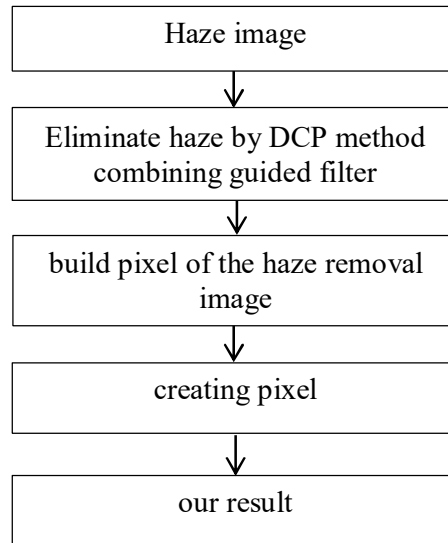 Haze image
Eliminate haze by DCP method
combining guided filter
build pixel of the haze removal
image
creating pixel
our result